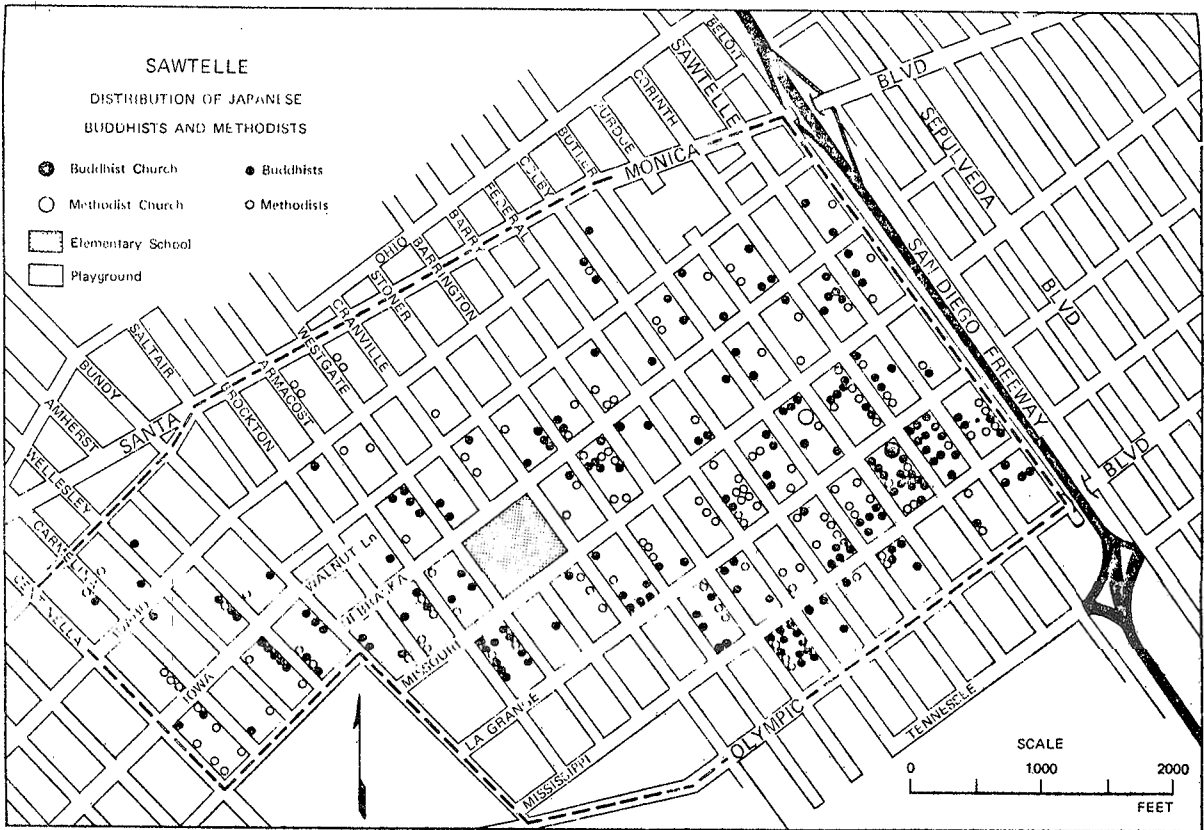 SAWTELLE
DISTRIBUTION OF JAPANESE
BUDDHISTS AND METHODISTS
Buddhist Church
Buddhists
Methodist Church
Methodists
Elementary School
Playground
BELOIT
SAWTELLE
CORINTH
PURDUE
BUTLER
COLBY
FEDERAL
BARRY
BARRINGTON
STONER
GRANVILLE
WESTGATE
ARMACOST
BROCKTON
SALTAIR
BUNDY
AMHERST
WELLESLEY
CARMELINA
OHIO
SANTA
MONICA
BLVD
SEPULVEDA
BLVD
SAN DIEGO FREEWAY
BLVD
IDAHO
IOWA
WALNUT Ln
NEBRASKA
MISSOURI
LA GRANGE
MISSISSIPPI
OLYMPIC
TENNESSEE
SCALE
0 1000 2000
FEET